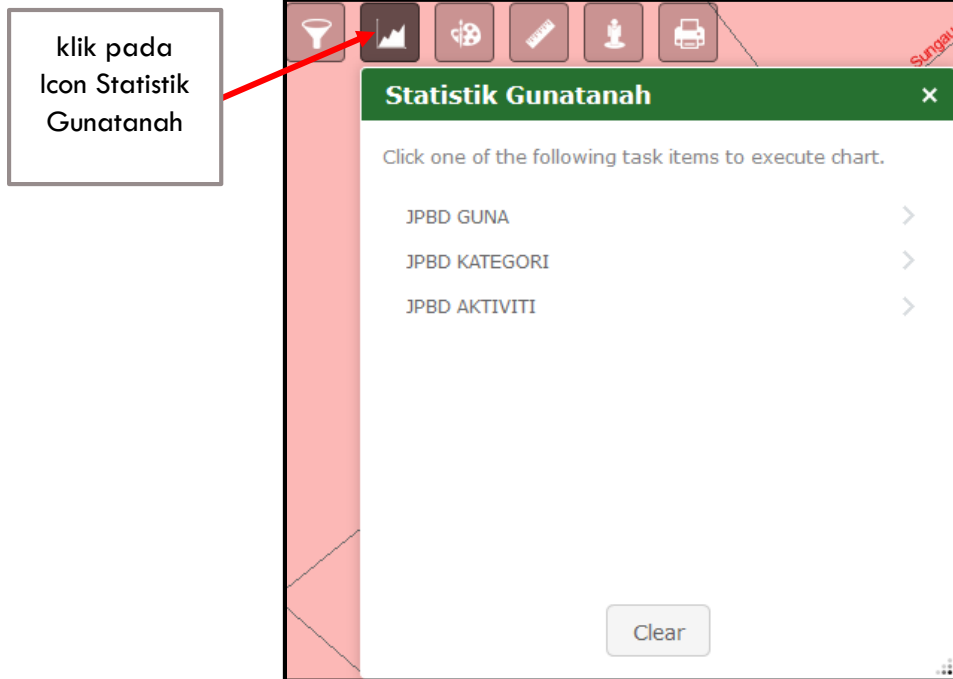 klik pada
Icon Statistik
Gunatanah
Sungai
Statistik Gunatanah
Click one of the following task items to execute chart.
JPBD GUNA
JPBD KATEGORI
JPBD AKTIVITI
Clear